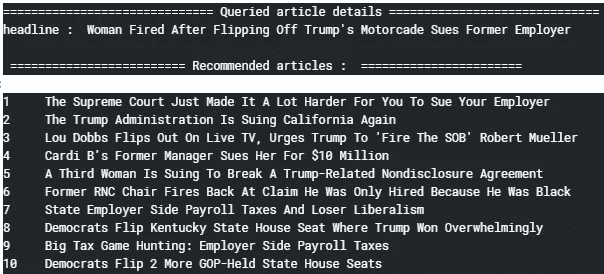 ============================== Queried article details ==============================
headline :  Woman Fired After Flipping Off Trump's Motorcade Sues Former Employer
========================= Recommended articles :  =======================
1 The Supreme Court Just Made It A Lot Harder For You To Sue Your Employer
2 The Trump Administration Is Suing California Again
3 Lou Dobbs Flips Out On Live TV, Urges Trump To 'Fire The SOB' Robert Mueller
4 Cardi B's Former Manager Sues Her For $10 Million
5 A Third Woman Is Suing To Break A Trump-Related Nondisclosure Agreement
6 Former RNC Chair Fires Back At Claim He Was Only Hired Because He Was Black
7 State Employer Side Payroll Taxes And Loser Liberalism
8 Democrats Flip Kentucky State House Seat Where Trump Won Overwhelmingly
9 Big Tax Game Hunting: Employer Side Payroll Taxes
10 Democrats Flip 2 More GOP-Held State House Seats